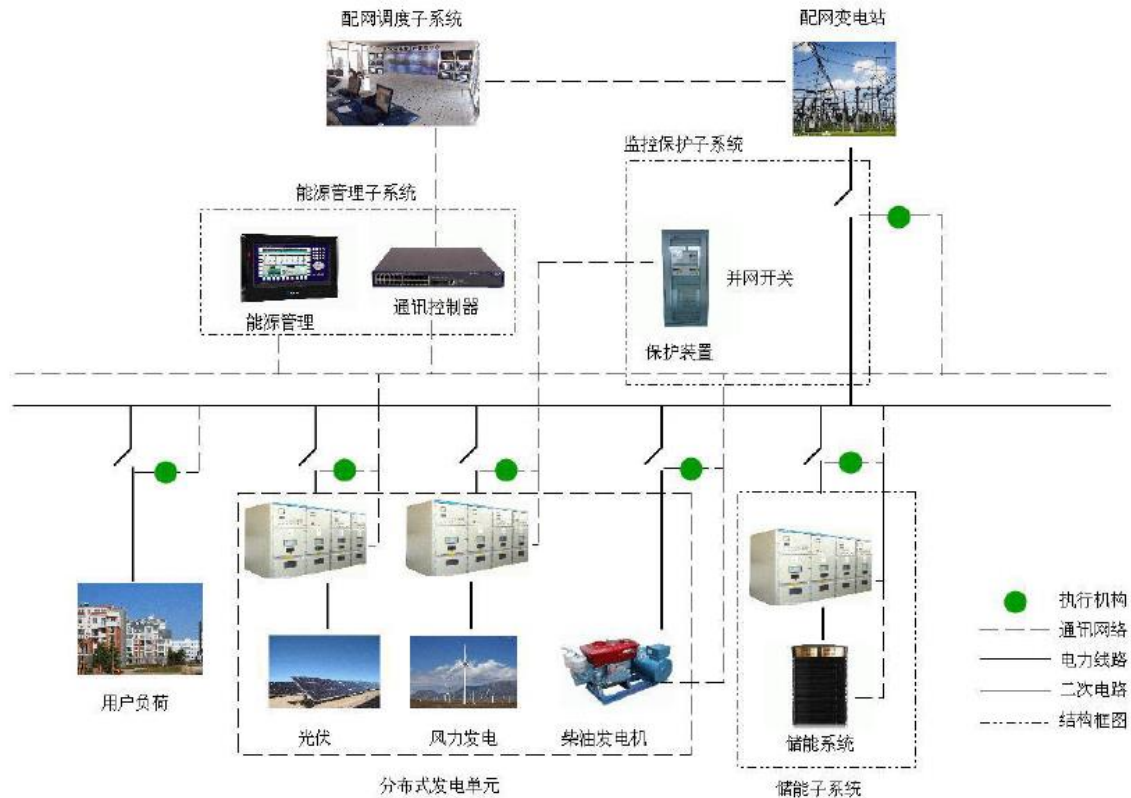 配网调度子系统
配网变电站
监控保护子系统
能源管理子系统
并网开关
能源管理
通讯控制器
保护装置
用户负荷
光伏
风力发电
柴油发电机
储能系统
分布式发电单元
储能子系统
执行机构
通讯网络
电力线路
二次电路
结构框图